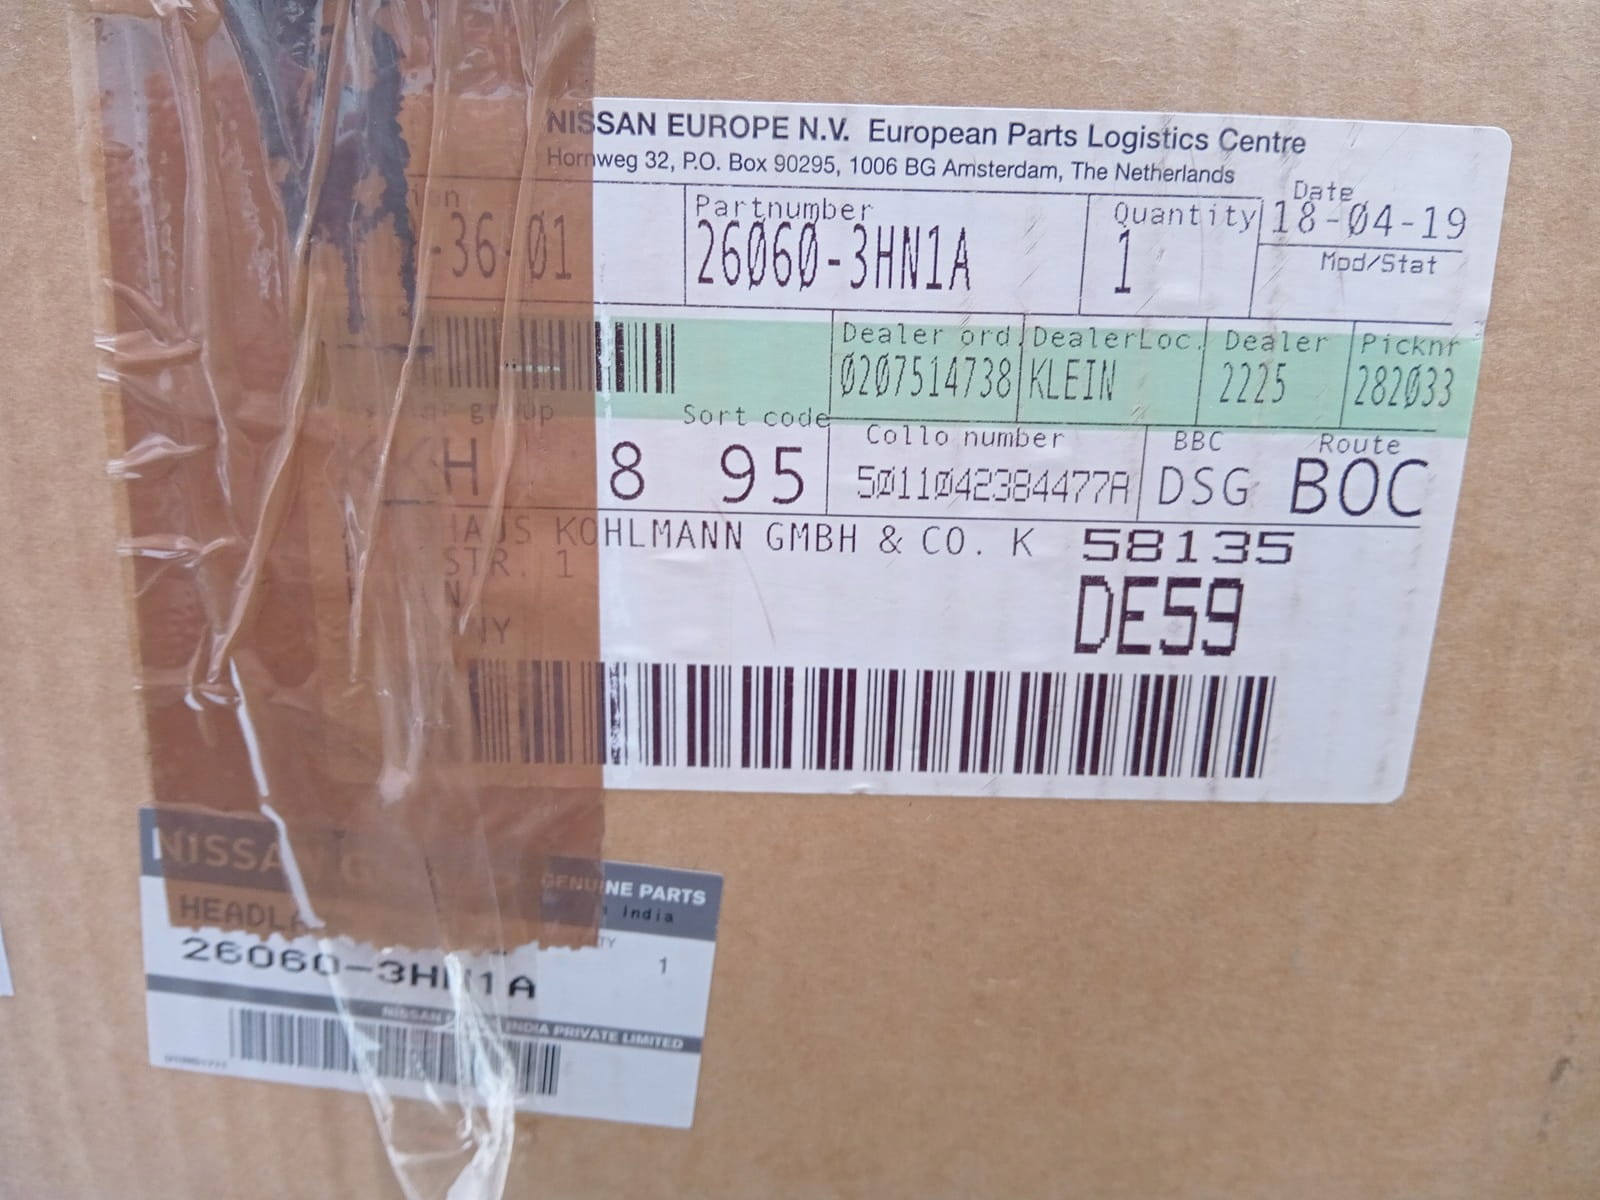 NISSAN EUROPE N.V. European Parts Logistics Centre
Hornweg 32, P.O. Box 90295, 1006 BG Amsterdam, The Netherlands
Partnumber Quantity Date
-36-01 26060-3HN1A 1 18-04-19
Mod/Stat
Dealer ord. DealerLoc. Dealer Picknr
0207514738 KLEIN 2225 282033
group Sort code Collo number BBC Route
H 8 95 5011042384477A DSG BOC
KOHLMANN GMBH & CO. K 58135
STR. 1
DE59
NISSAN GENUINE PARTS
India
26060-3HN1A 1
NISSAN INDIA PRIVATE LIMITED